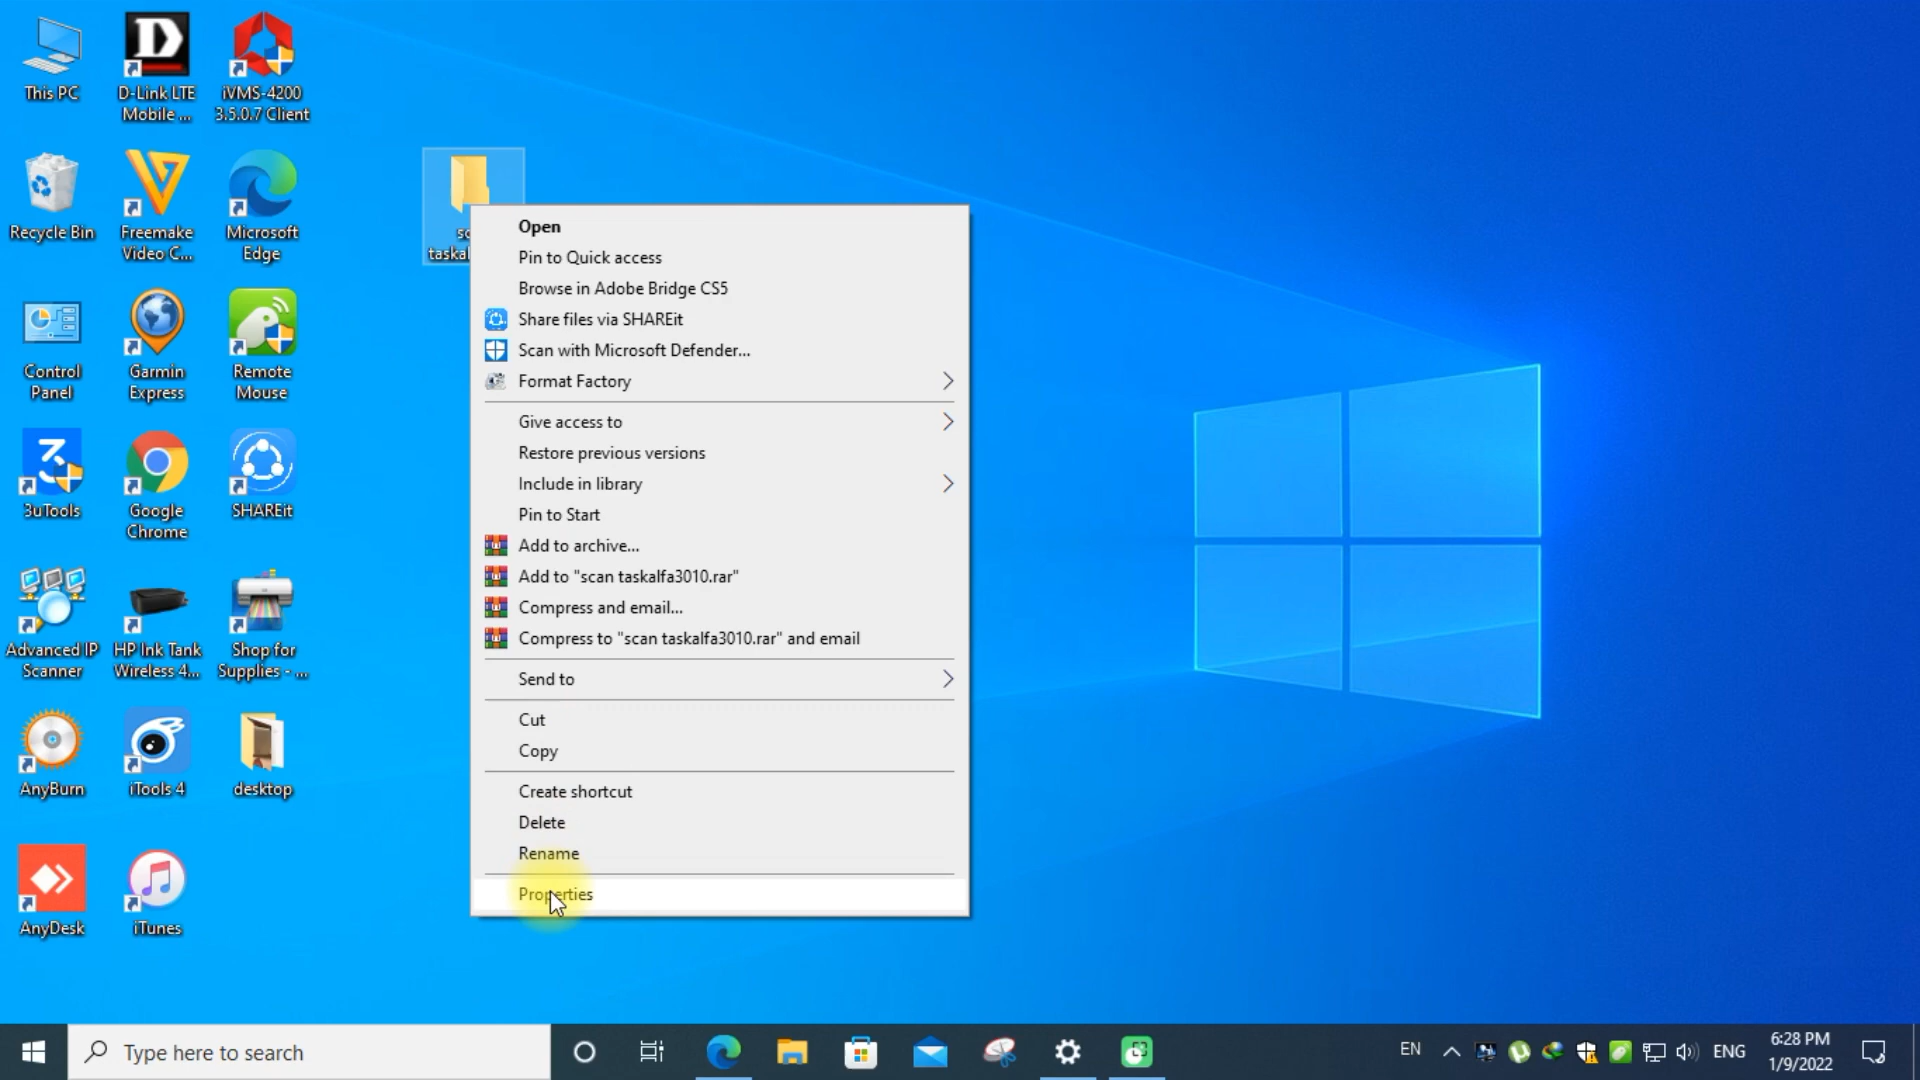 This PC
D-Link LTE
Mobile ...
iVMS-4200
3.5.0.7 Client
Recycle Bin
Freemake
Video C...
Microsoft
Edge
Control
Panel
Garmin
Express
Remote
Mouse
3uTools
Google
Chrome
SHAREit
Advanced IP
Scanner
HP Ink Tank
Wireless 4...
Shop for
Supplies - ...
AnyBurn
iTools 4
desktop
AnyDesk
iTunes
Open
Pin to Quick access
Browse in Adobe Bridge CS5
Share files via SHAREit
Scan with Microsoft Defender...
Format Factory
Give access to
Restore previous versions
Include in library
Pin to Start
Add to archive...
Add to "scan taskalfa3010.rar"
Compress and email...
Compress to "scan taskalfa3010.rar" and email
Send to
Cut
Copy
Create shortcut
Delete
Rename
Properties
Type here to search
EN
ENG
6:28 PM
1/9/2022